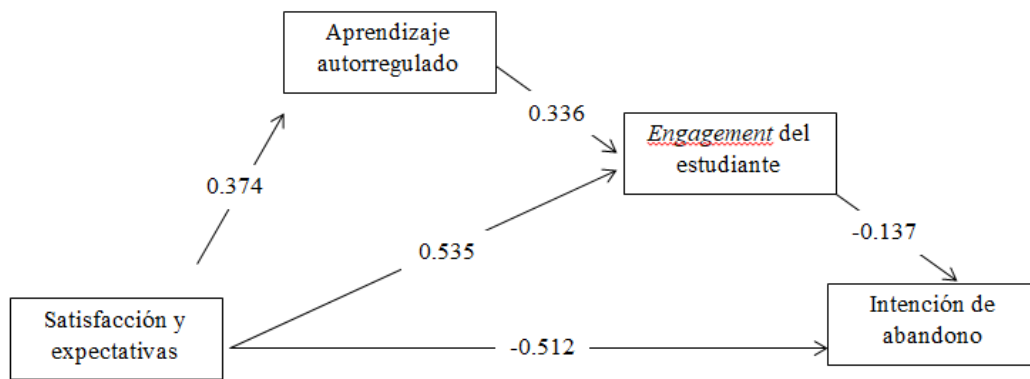 Aprendizaje
autorregulado
0.336
Engagement del
estudiante
0.374
-0.137
0.535
Satisfacción y
expectativas
-0.512
Intención de
abandono